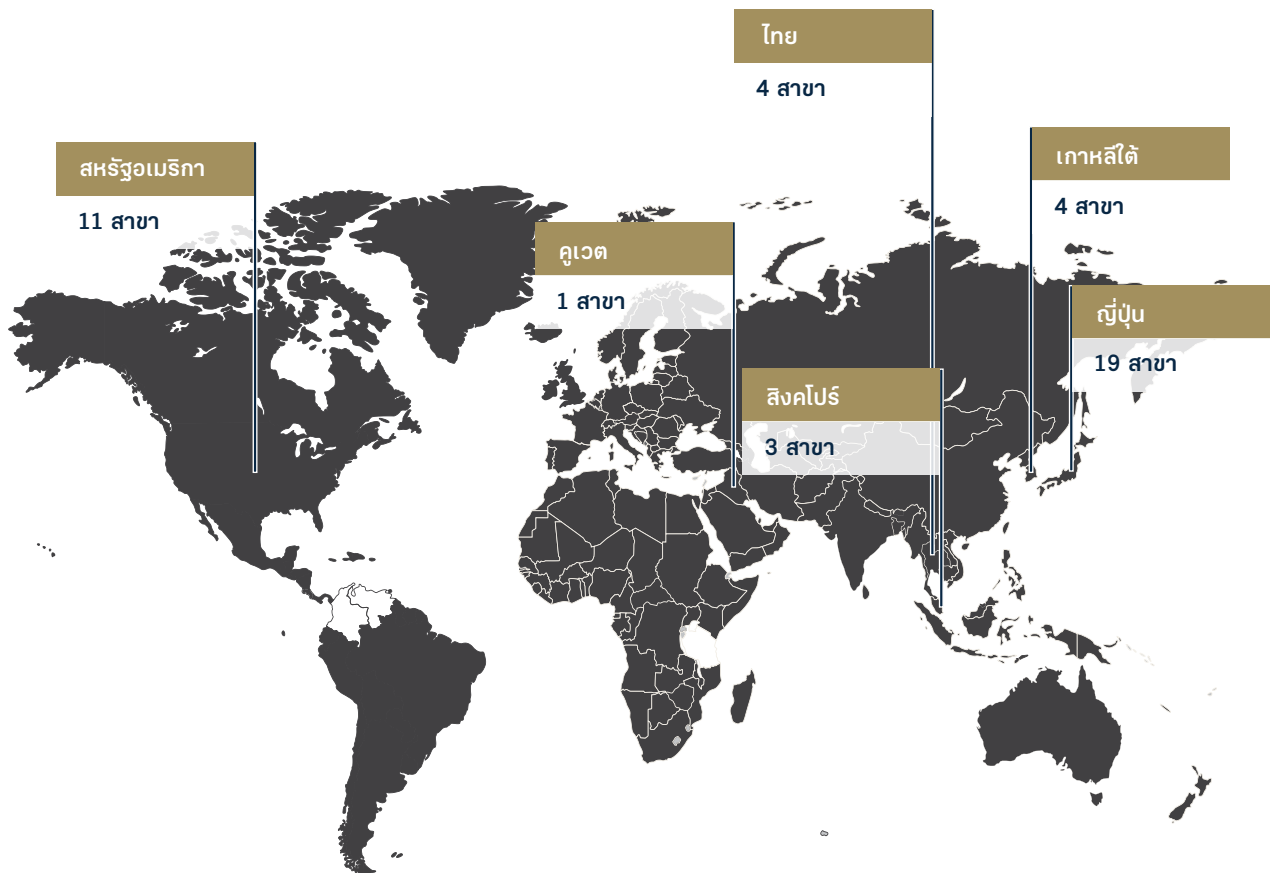 ไทย
4 สาขา
สหรัฐอเมริกา
11 สาขา
เกาหลีใต้
4 สาขา
คูเวต
1 สาขา
ญี่ปุ่น
19 สาขา
สิงคโปร์
3 สาขา